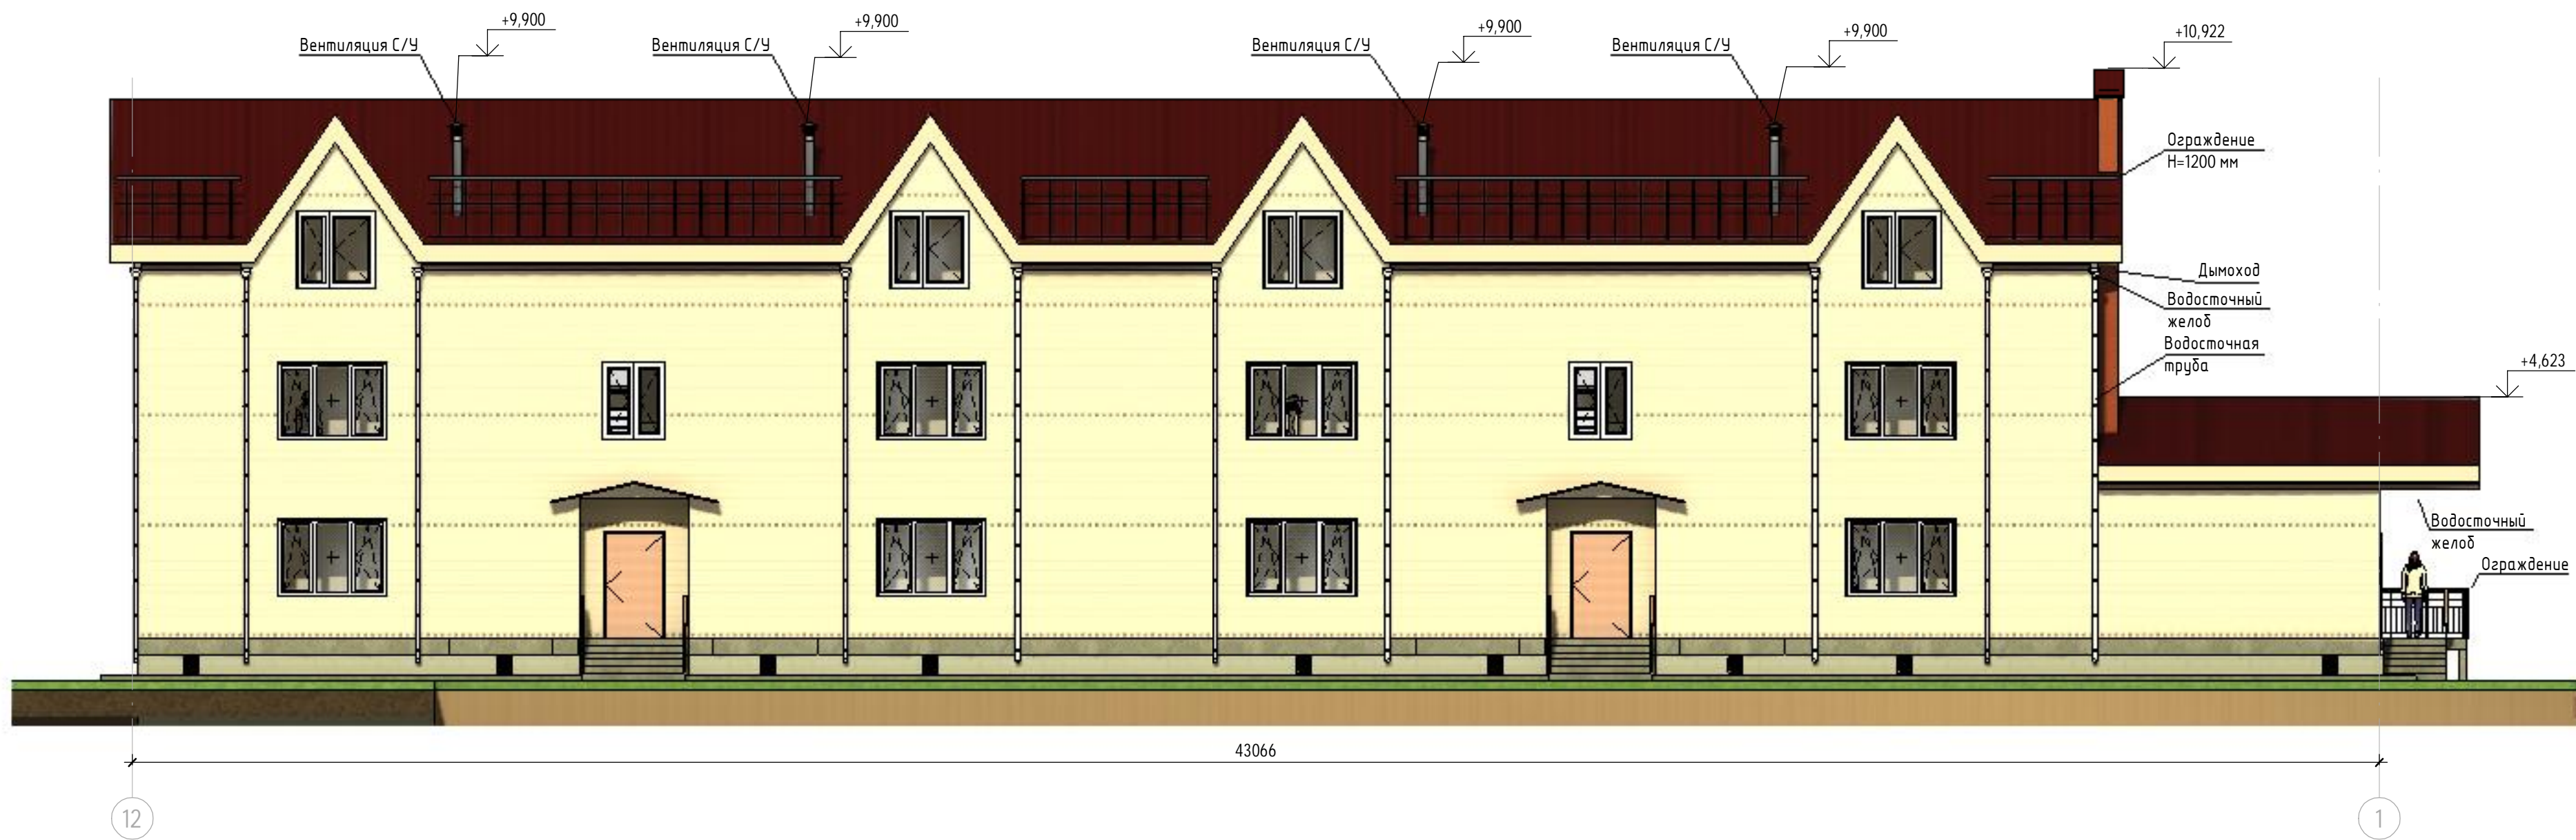 +9,900
+9,900
+9,900
+9,900
+10,922
Вентиляция С/У
Вентиляция С/У
Вентиляция С/У
Вентиляция С/У
Ограждение
Н=1200 мм
Дымоход
Водосточный
желоб
Водосточная
труба
+4,623
Водосточный
желоб
Ограждение
43066
12
1